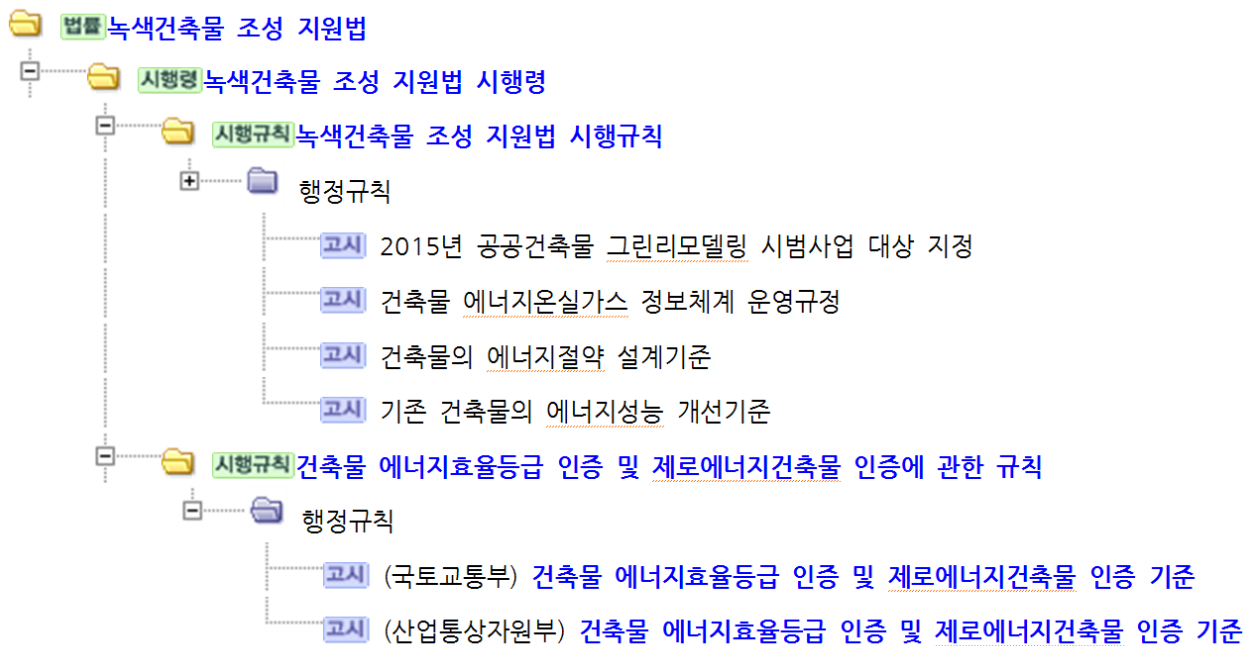 법률 녹색건축물 조성 지원법
시행령 녹색건축물 조성 지원법 시행령
시행규칙 녹색건축물 조성 지원법 시행규칙
행정규칙
고시 2015년 공공건축물 그린리모델링 시범사업 대상 지정
고시 건축물 에너지온실가스 정보체계 운영규정
고시 건축물의 에너지절약 설계기준
고시 기존 건축물의 에너지성능 개선기준
시행규칙 건축물 에너지효율등급 인증 및 제로에너지건축물 인증에 관한 규칙
행정규칙
고시 (국토교통부) 건축물 에너지효율등급 인증 및 제로에너지건축물 인증 기준
고시 (산업통상자원부) 건축물 에너지효율등급 인증 및 제로에너지건축물 인증 기준